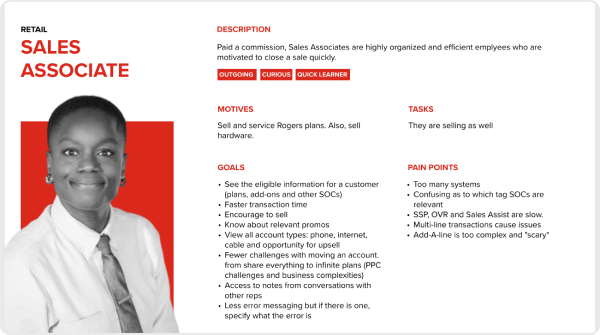 RETAIL
SALES
ASSOCIATE
DESCRIPTION
Paid a commission, Sales Associates are highly organized and efficient emplyees who are
motivated to close a sale quickly.
OUTGOING CURIOUS QUICK LEARNER
MOTIVES
Sell and service Rogers plans. Also, sell
hardware.
TASKS
They are selling as well
GOALS
• See the eligible information for a customer
(plans, add-ons and other SOCs)
• Faster transaction time
• Encourage to sell
• Know about relevant promos
• View all account types: phone, internet,
cable and opportunity for upsell
• Fewer challenges with moving an account.
from share everything to infinite plans (PPC
challenges and business complexities)
• Access to notes from conversations with
other reps
• Less error messaging but if there is one,
specify what the error is
PAIN POINTS
• Too many systems
• Confusing as to which tag SOCs are
relevant
• SSP, OVR and Sales Assist are slow.
• Multi-line transactions cause issues
• Add-A-line is too complex and "scary"